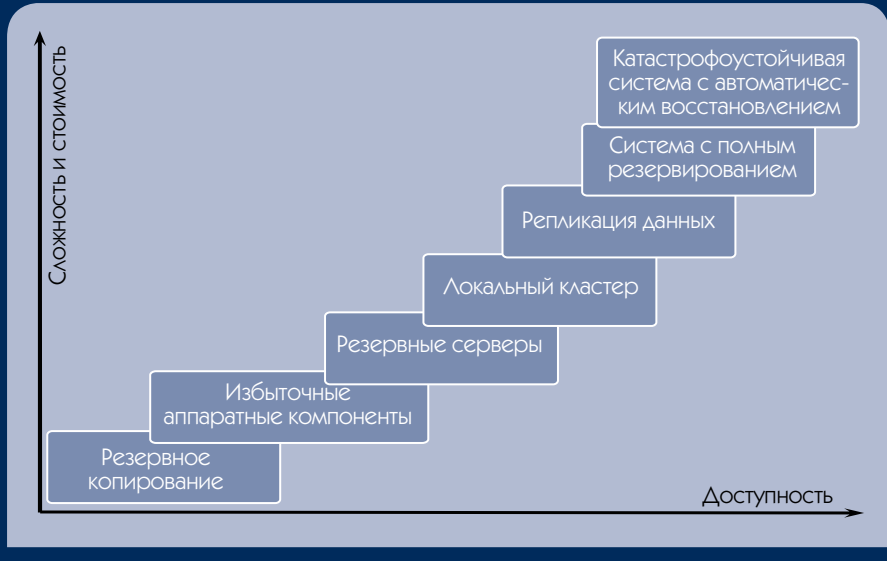 Сложность и стоимость
Катастрофоустойчивая
система с автоматичес-
ким восстановлением
Система с полным
резервированием
Репликация данных
Локальный кластер
Резервные серверы
Избыточные
аппаратные компоненты
Резервное
копирование
Доступность